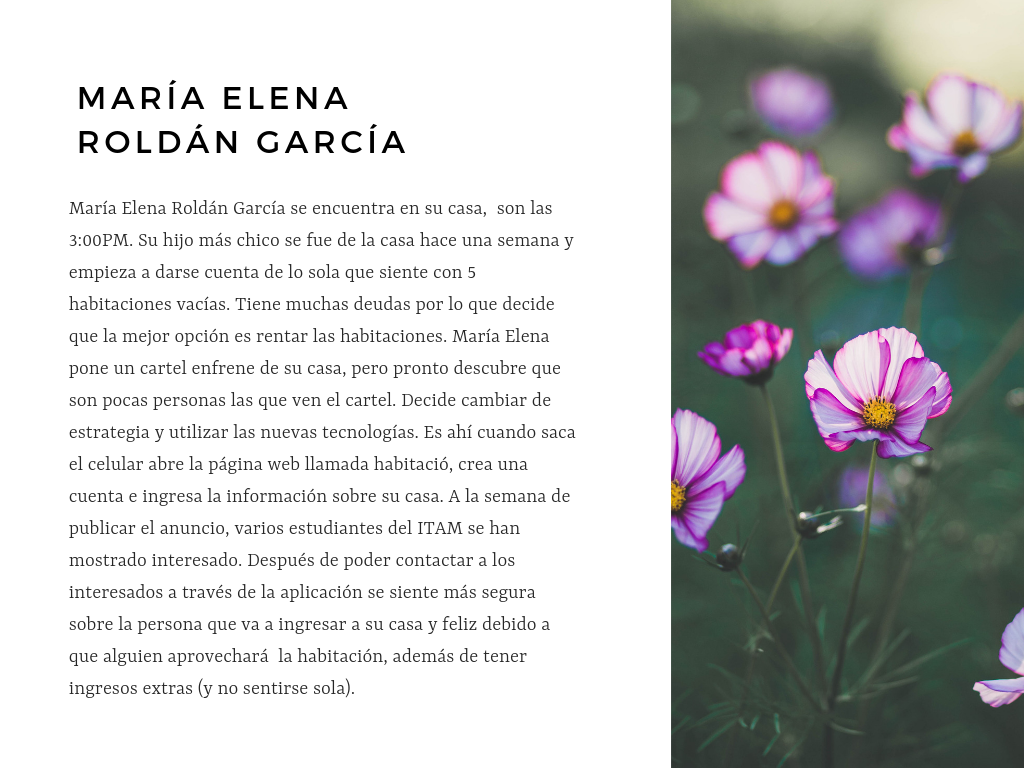 MARÍA ELENA
ROLDÁN GARCÍA
María Elena Roldán García se encuentra en su casa,  son las
3:00PM. Su hijo más chico se fue de la casa hace una semana y
empieza a darse cuenta de lo sola que siente con 5
habitaciones vacías. Tiene muchas deudas por lo que decide
que la mejor opción es rentar las habitaciones. María Elena
pone un cartel enfrene de su casa, pero pronto descubre que
son pocas personas las que ven el cartel. Decide cambiar de
estrategia y utilizar las nuevas tecnologías. Es ahí cuando saca
el celular abre la página web llamada habitació, crea una
cuenta e ingresa la información sobre su casa. A la semana de
publicar el anuncio, varios estudiantes del ITAM se han
mostrado interesado. Después de poder contactar a los
interesados a través de la aplicación se siente más segura
sobre la persona que va a ingresar a su casa y feliz debido a
que alguien aprovechará  la habitación, además de tener
ingresos extras (y no sentirse sola).